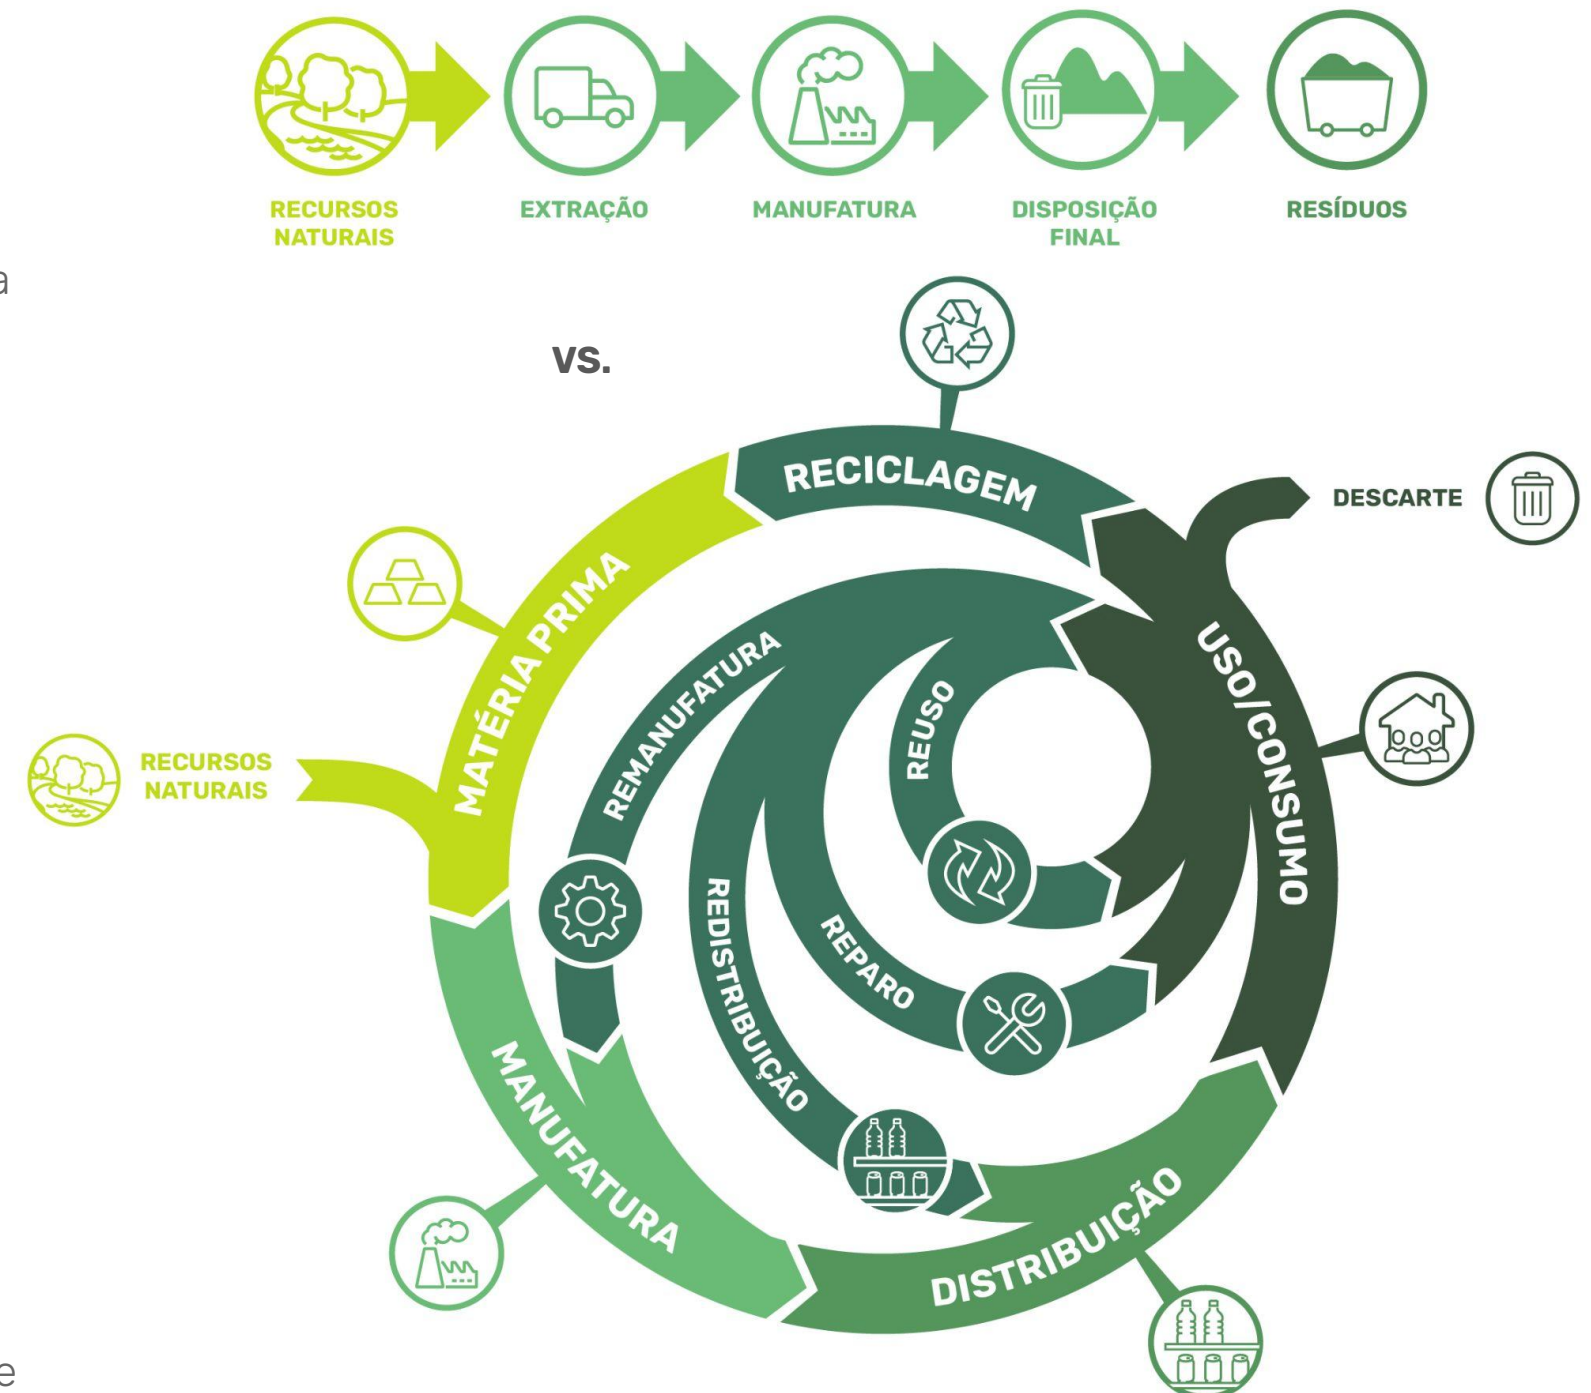 RECURSOS
NATURAIS
EXTRAÇÃO
MANUFATURA
DISPOSIÇÃO
FINAL
RESÍDUOS
a
vs.
RECICLAGEM
DESCARTE
MATÉRIA PRIMA
USO/CONSUMO
REMANUFATURA
REUSO
RECURSOS
NATURAIS
REDISTRIBUIÇÃO
REPARO
MANUFATURA
DISTRIBUIÇÃO
e